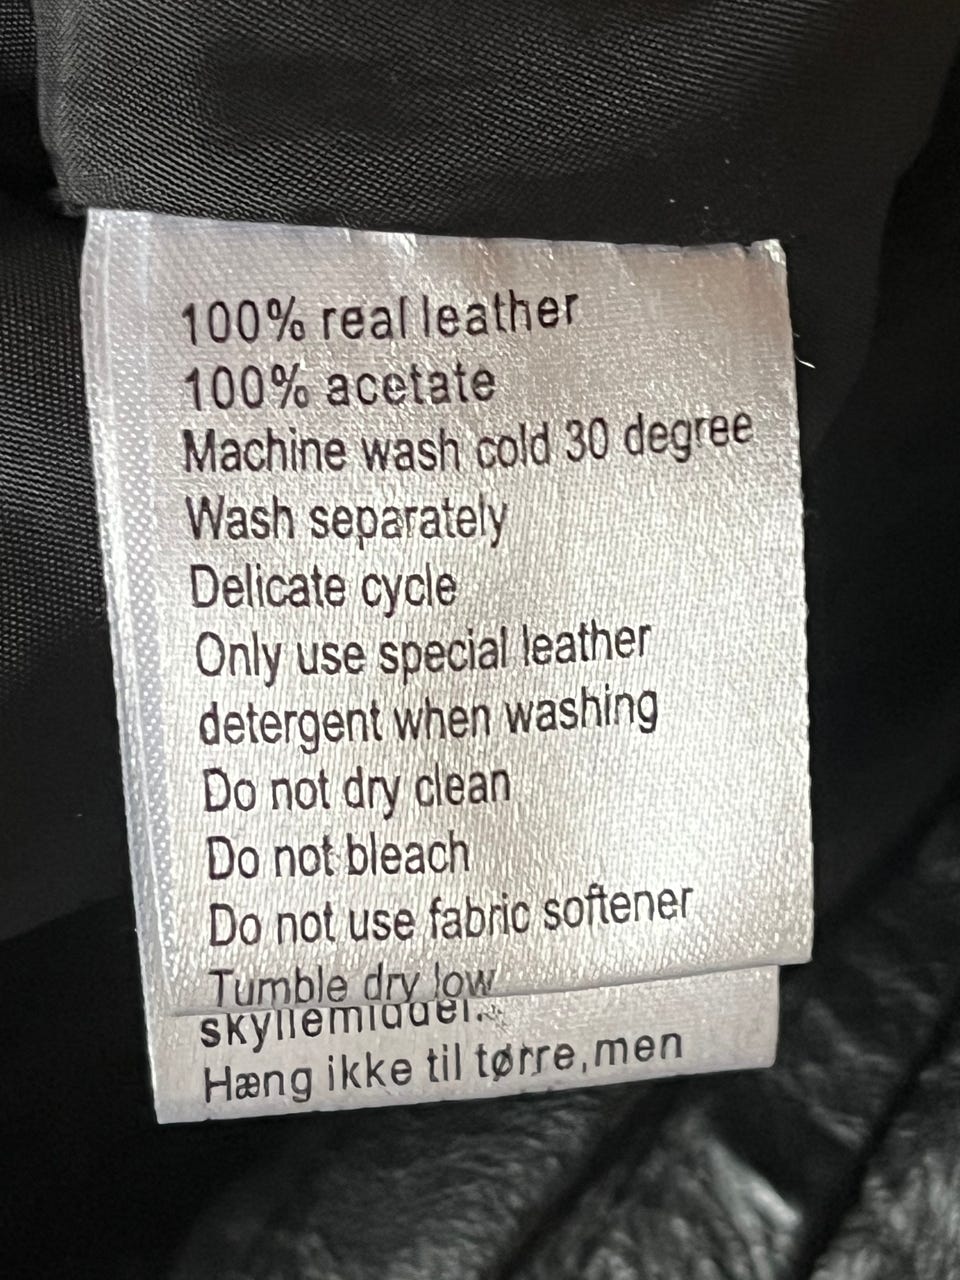 100% real leather
100% acetate
Machine wash cold 30 degree
Wash separately
Delicate cycle
Only use special leather
detergent when washing
Do not dry clean
Do not bleach
Do not use fabric softener
Tumble dry low
skyllemiddel.
Hæng ikke til tørre, men